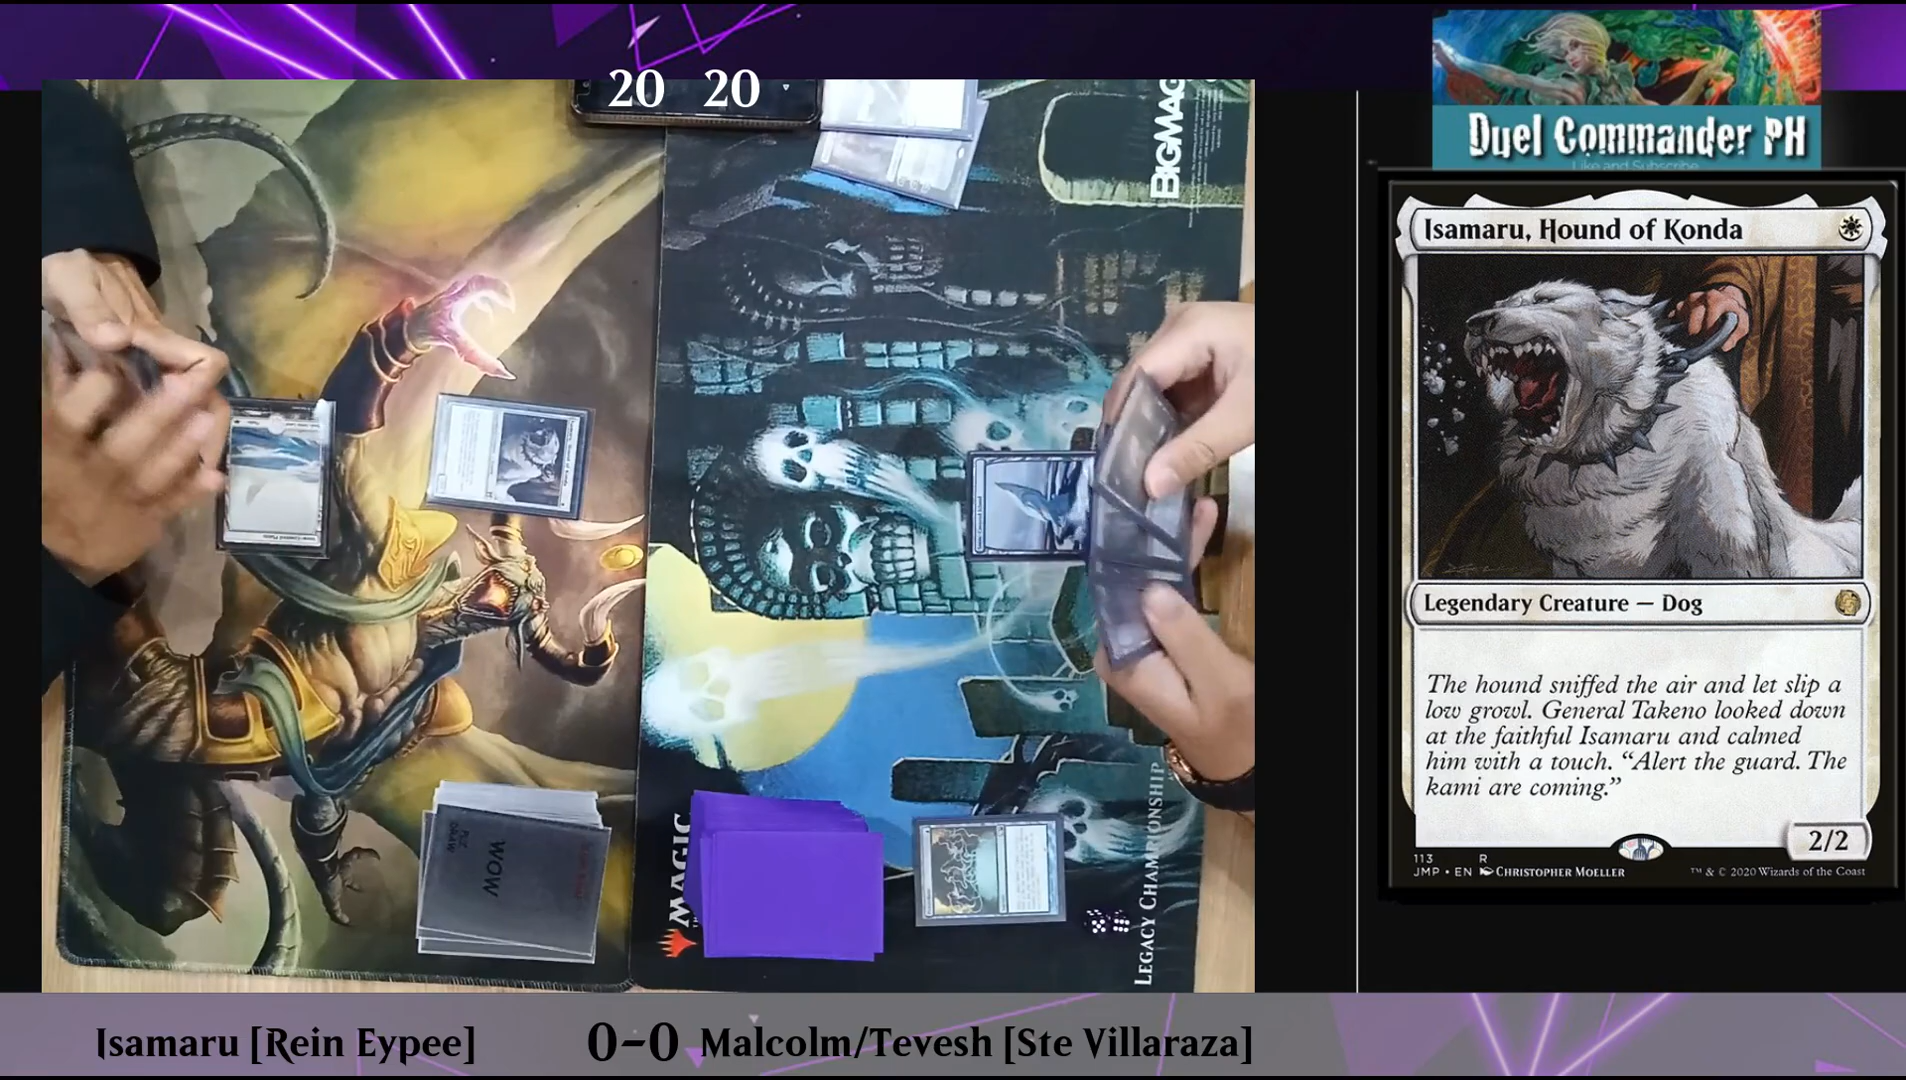 20 20
BIGMAG
Duel Commander PH
Like and Subscribe
Isamaru, Hound of Konda
Legendary Creature — Dog
The hound sniffed the air and let slip a
low growl. General Takeno looked down
at the faithful Isamaru and calmed
him with a touch. “Alert the guard. The
kami are coming.”
2/2
113 R
JMP • EN Christopher Moeller
™ & © 2020 Wizards of the Coast
WOW
MAGIC
LEGACY CHAMPIONSHIP
Isamaru [Rein Eypee] 0-0 Malcolm/Tevesh [Ste Villaraza]